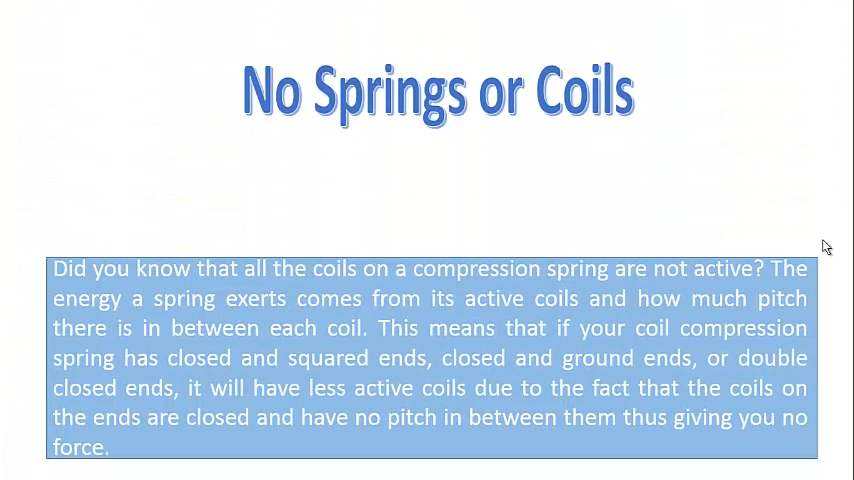 No Springs or Coils
Did you know that all the coils on a compression spring are not active? The
energy a spring exerts comes from its active coils and how much pitch
there is in between each coil. This means that if your coil compression
spring has closed and squared ends, closed and ground ends, or double
closed ends, it will have less active coils due to the fact that the coils on
the ends are closed and have no pitch in between them thus giving you no
force.